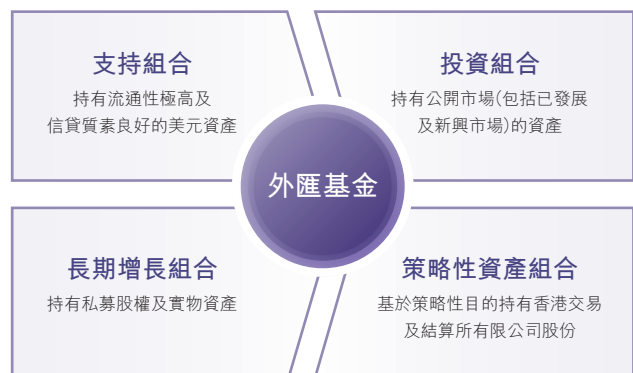 支持組合
持有流通性極高及
信貸質素良好的美元資產
投資組合
持有公開市場(包括已發展
及新興市場)的資產
外匯基金
長期增長組合
持有私募股權及實物資產
策略性資產組合
基於策略性目的持有香港交易
及結算所有限公司股份